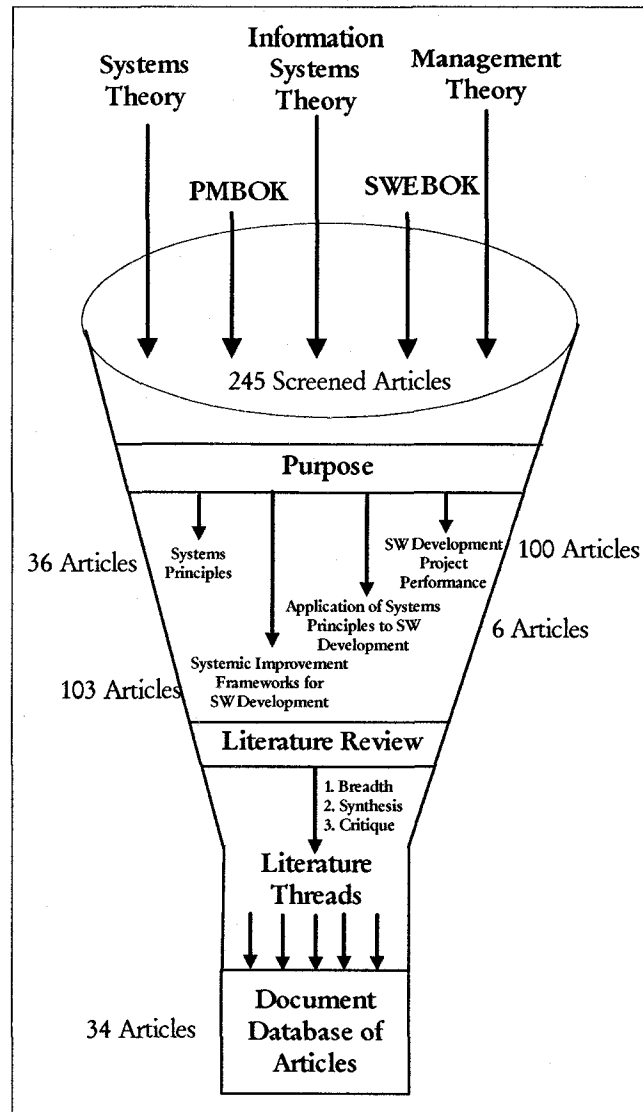 Systems
Theory
Information
Systems
Theory
Management
Theory
PMBOK
SWEBOK
245 Screened Articles
Purpose
36 Articles
Systems
Principles
SW Development
Project
Performance
100 Articles
Application of Systems
Principles to SW
Development
6 Articles
Systemic Improvement
Frameworks for
SW Development
103 Articles
Literature Review
1. Breadth
2. Synthesis
3. Critique
Literature
Threads
Document
Database of
Articles
34 Articles